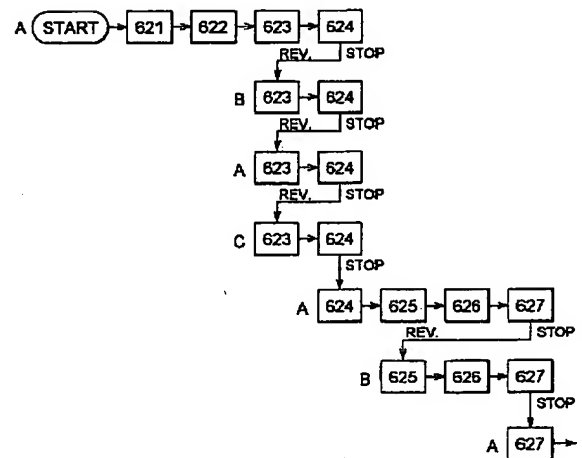 A START 621 622 623 624
REV. STOP
B 623 624
REV. STOP
A 623 624
REV. STOP
C 623 624
STOP
A 624 625 626 627
REV. STOP
B 625 626 627
STOP
A 627